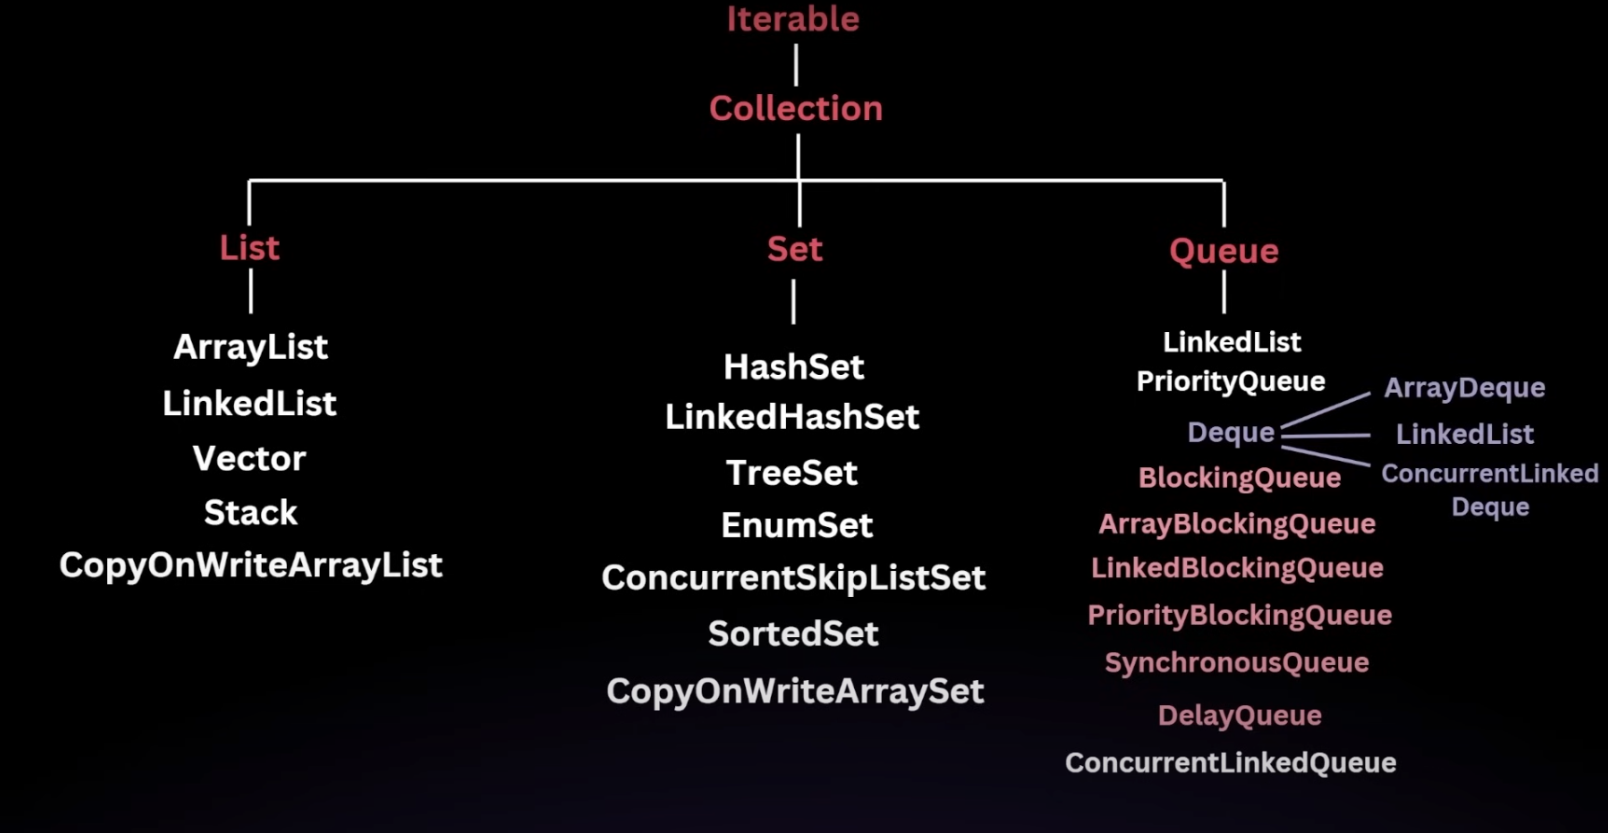 Iterable
Collection
List
Set
Queue
ArrayList
LinkedList
Vector
Stack
CopyOnWriteArrayList
HashSet
LinkedHashSet
TreeSet
EnumSet
ConcurrentSkipListSet
SortedSet
CopyOnWriteArraySet
LinkedList
PriorityQueue
Deque
ArrayDeque
LinkedList
ConcurrentLinked
Deque
BlockingQueue
ArrayBlockingQueue
LinkedBlockingQueue
PriorityBlockingQueue
SynchronousQueue
DelayQueue
ConcurrentLinkedQueue